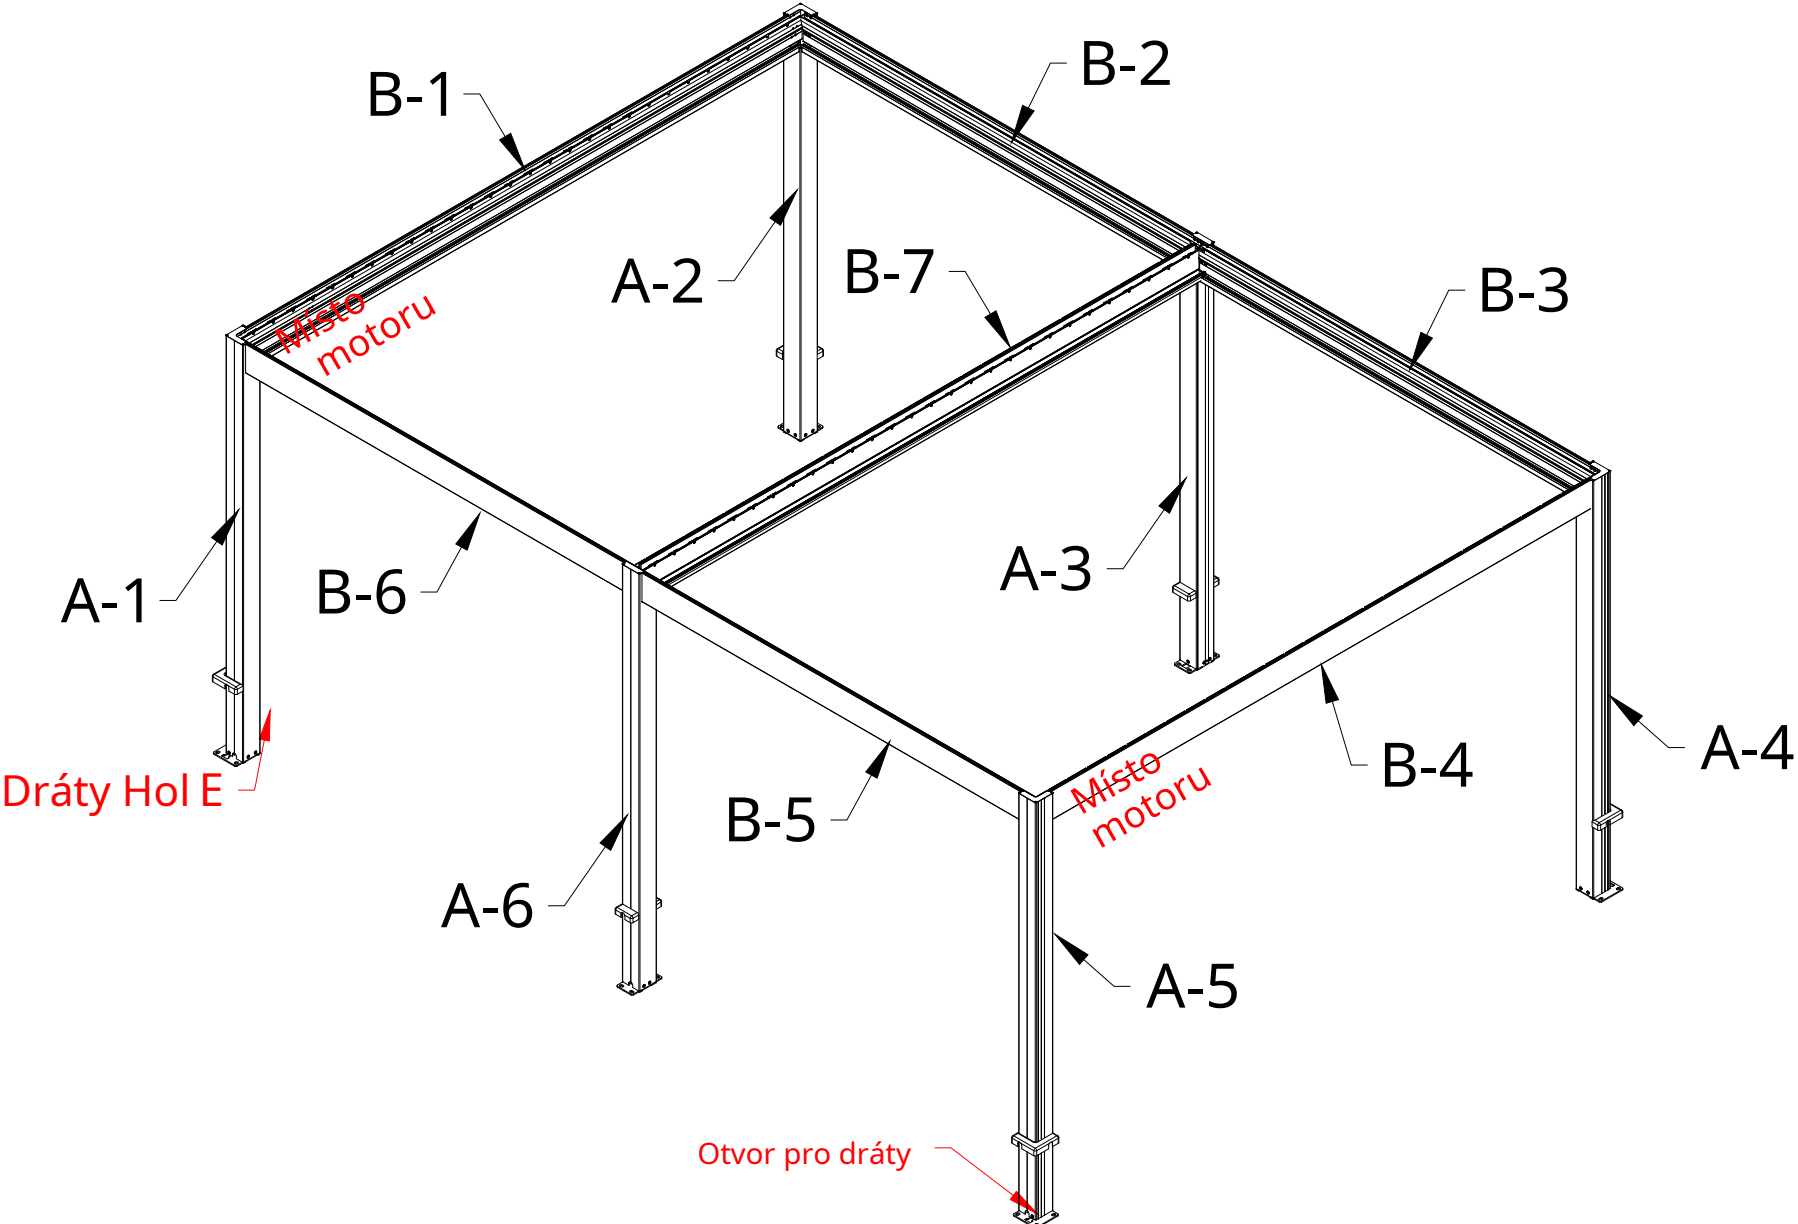 B-2
B-1
A-2
B-7
B-3
Místo
motoru
A-3
B-6
A-1
A-4
Místo
motoru
B-4
Dráty Hol E
B-5
A-6
A-5
Otvor pro dráty